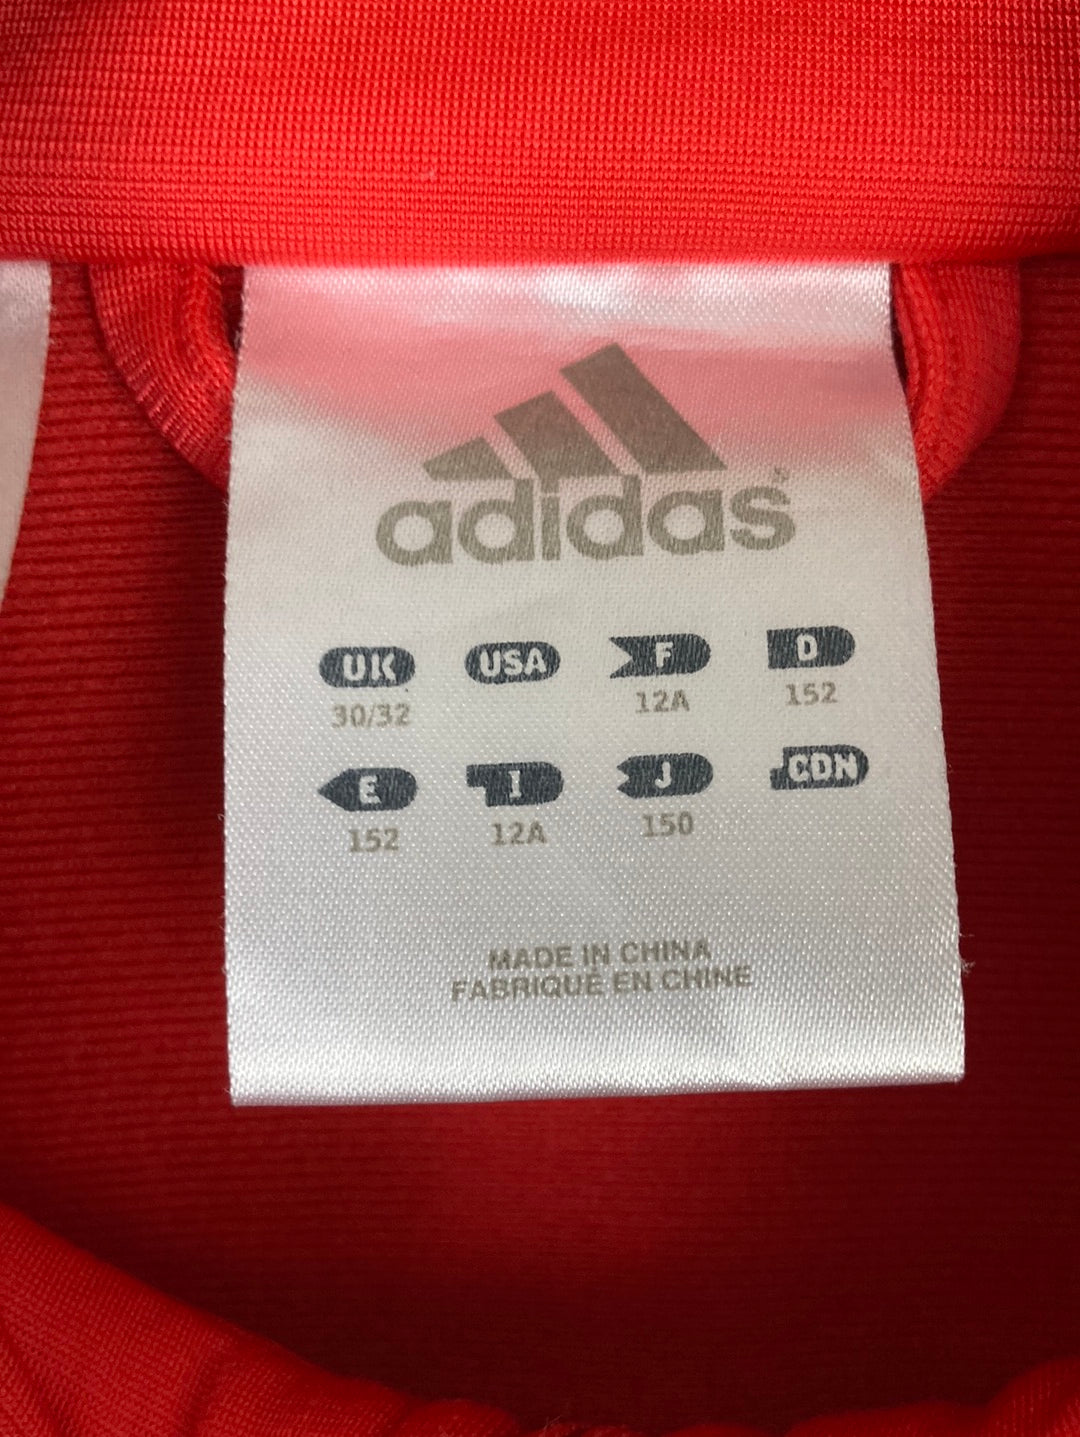 adidas
UK USA F D
30/32 12A 152
E I J CDN
152 12A 150
MADE IN CHINA
FABRIQUÉ EN CHINE